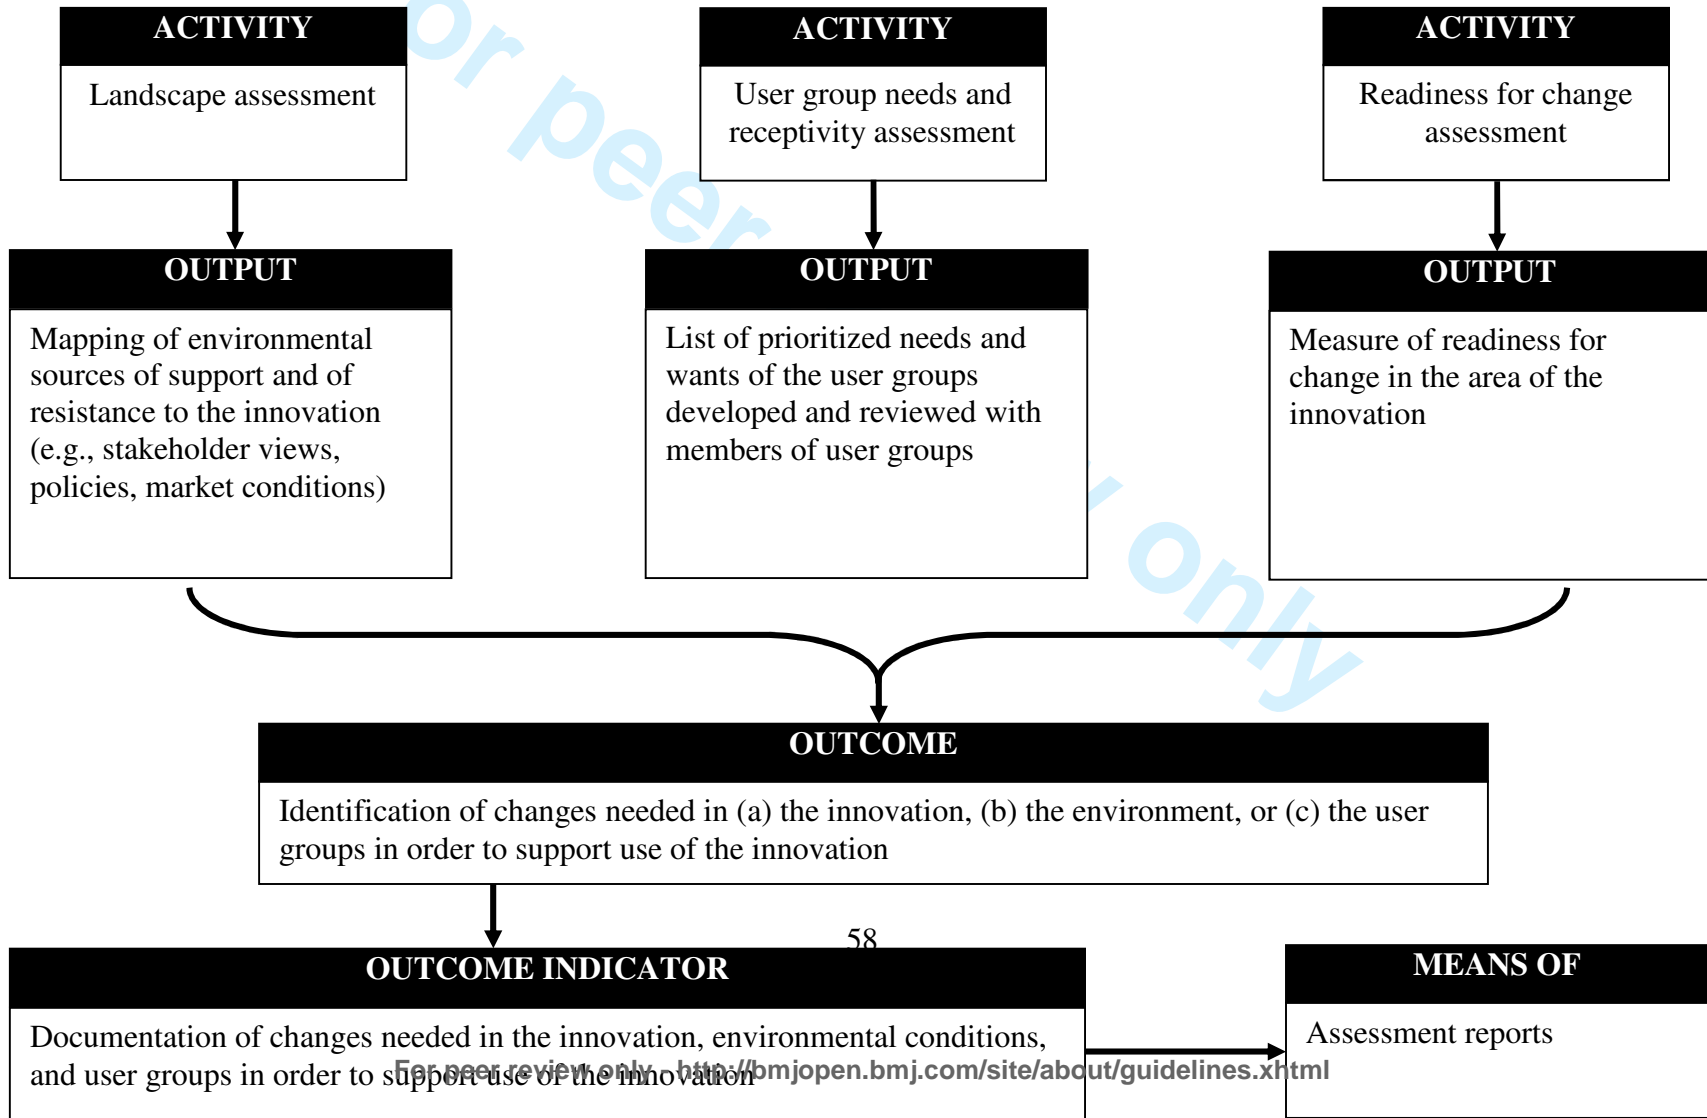 ACTIVITY
Landscape assessment
ACTIVITY
User group needs and
receptivity assessment
ACTIVITY
Readiness for change
assessment
OUTPUT
Mapping of environmental
sources of support and of
resistance to the innovation
(e.g., stakeholder views,
policies, market conditions)
OUTPUT
List of prioritized needs and
wants of the user groups
developed and reviewed with
members of user groups
OUTPUT
Measure of readiness for
change in the area of the
innovation
OUTCOME
Identification of changes needed in (a) the innovation, (b) the environment, or (c) the user
groups in order to support use of the innovation
58
OUTCOME INDICATOR
Documentation of changes needed in the innovation, environmental conditions,
and user groups in order to support use of the innovation
MEANS OF
Assessment reports
For peer review only - http://bmjopen.bmj.com/site/about/guidelines.xhtml
or peer
y only